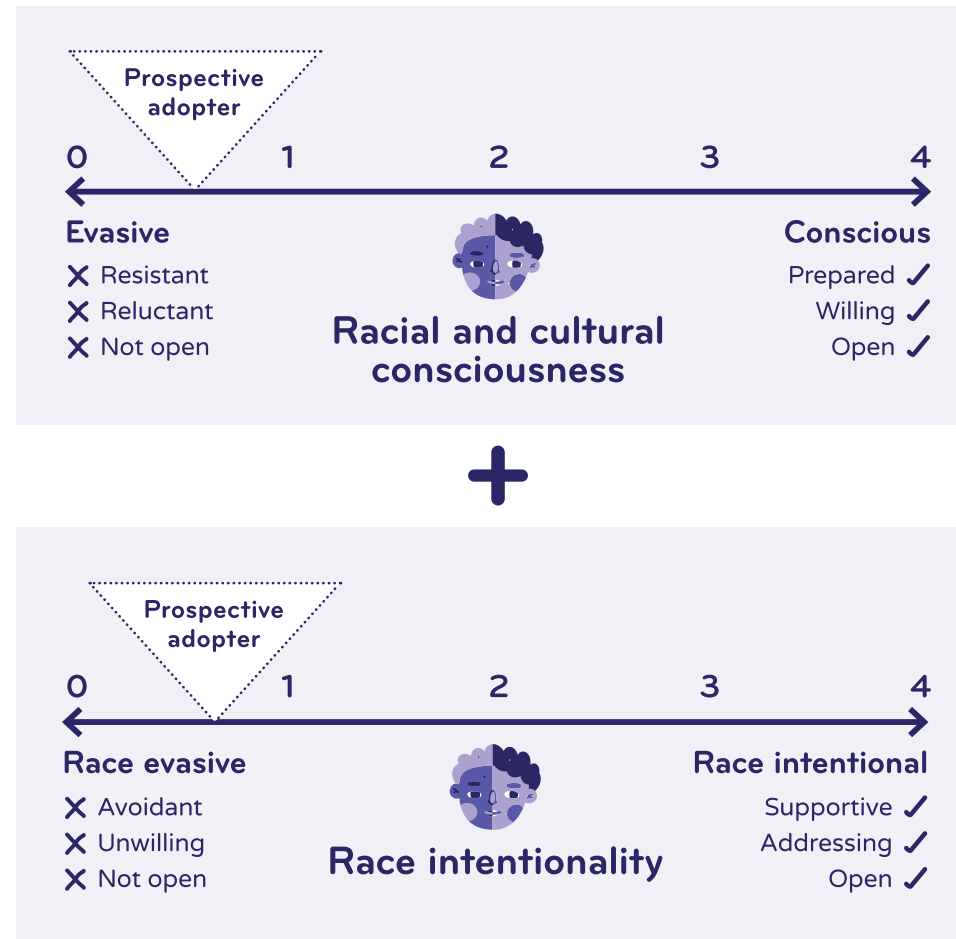 Prospective
adopter
0 1 2 3 4
Evasive
Resistant
Reluctant
Not open
Conscious
Prepared
Willing
Open
Racial and cultural
consciousness
+
Prospective
adopter
0 1 2 3 4
Race evasive
Avoidant
Unwilling
Not open
Race intentional
Supportive
Addressing
Open
Race intentionality